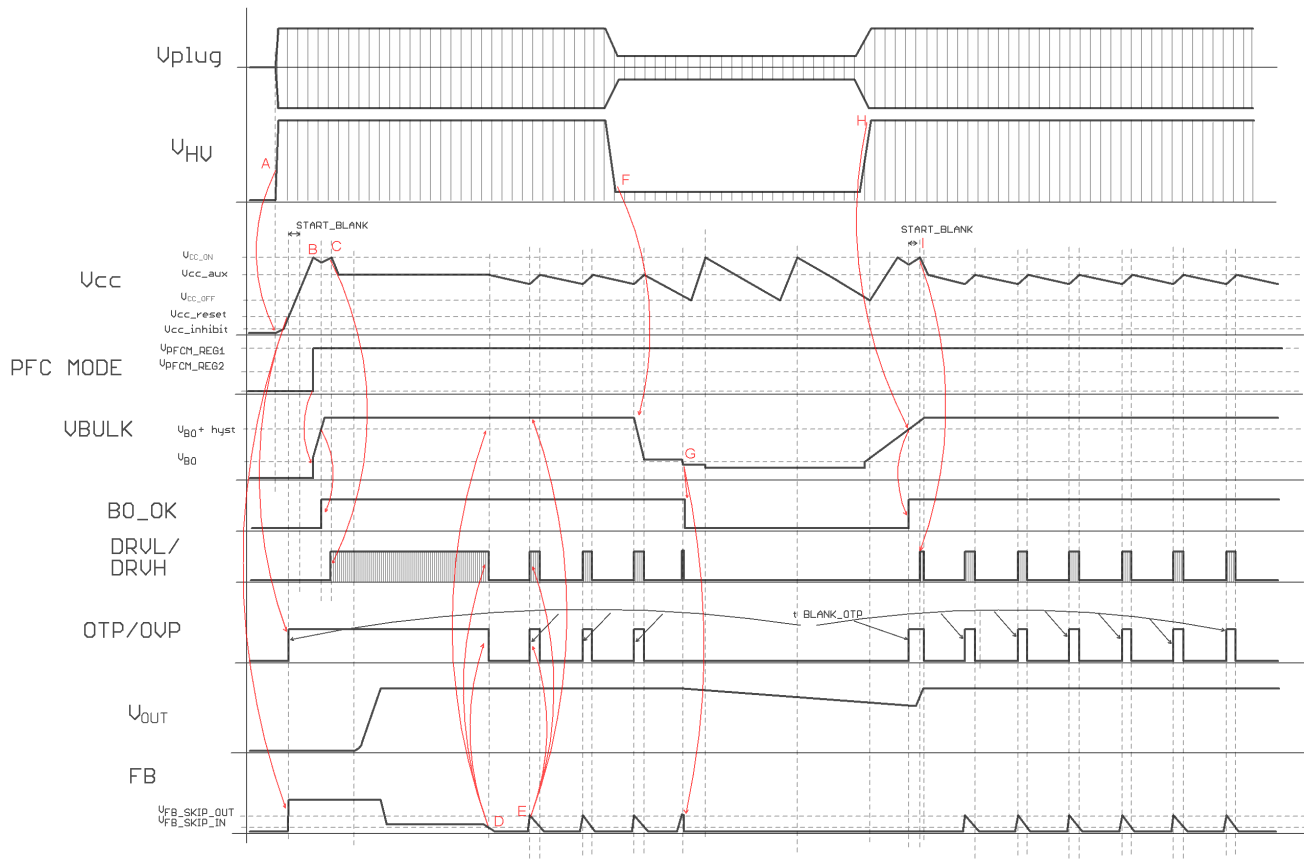 Vplug
VHV
H
A
F
START_BLANK
START_BLANK
B
C
I
VCC_ON
Vcc_aux
Vcc
VCC_OFF
Vcc_reset
Vcc_inhibit
VPFCM_REG1
PFC MODE
VPFCM_REG2
VBULK
VBO+ hyst
VBO
G
BO_OK
DRVL/
DRVH
t BLANK_OTP
OTP/OVP
VOUT
FB
VFB_SKIP_OUT
VFB_SKIP_IN
D
E